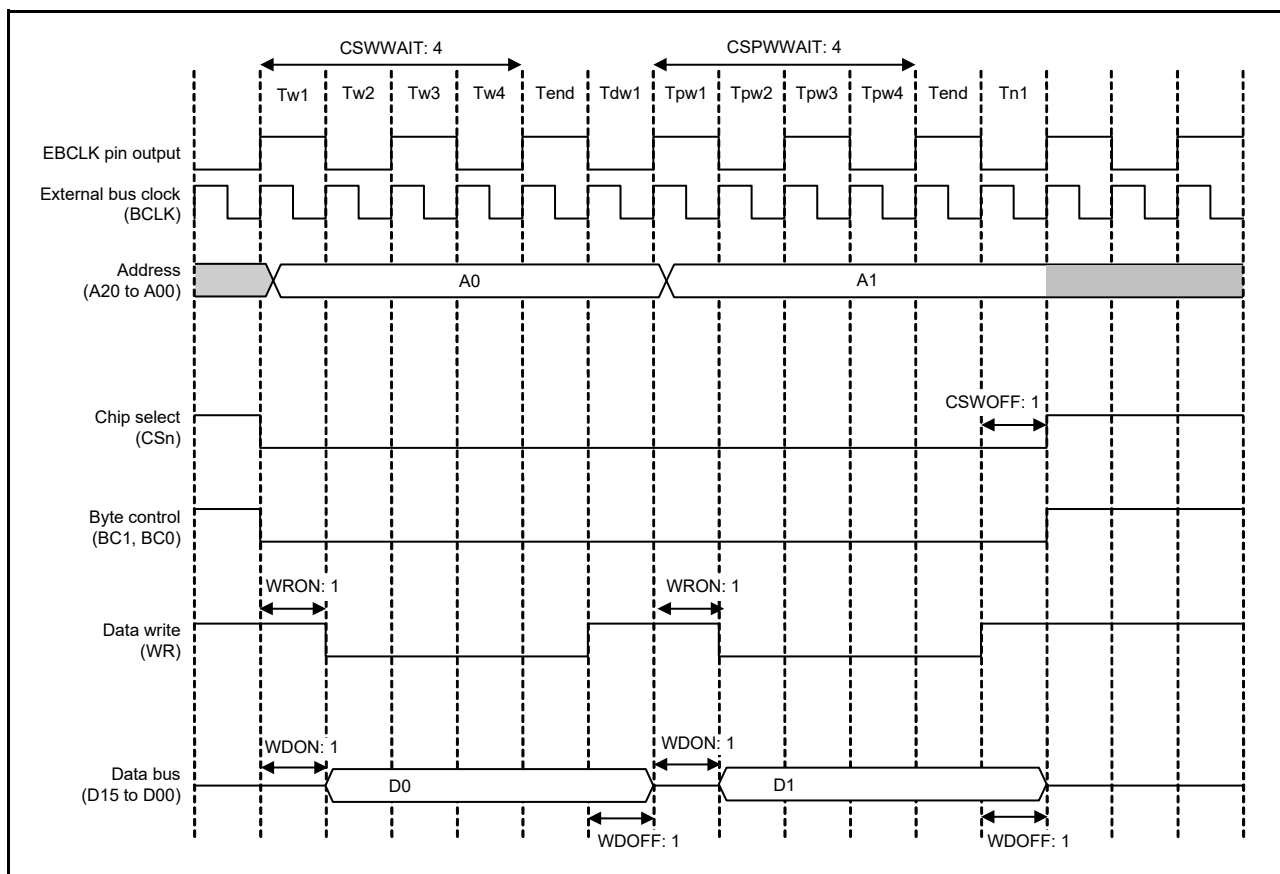 CSWWAIT: 4 CSPWWAIT: 4
Tw1 Tw2 Tw3 Tw4 Tend Tdw1 Tpw1 Tpw2 Tpw3 Tpw4 Tend Tn1
EBCLK pin output
External bus clock
(BCLK)
Address
(A20 to A00)
A0 A1
Chip select
(CSn)
CSWOFF: 1
Byte control
(BC1, BC0)
WRON: 1 WRON: 1
Data write
(WR)
WDON: 1 WDON: 1
Data bus
(D15 to D00)
D0 D1
WDOFF: 1 WDOFF: 1